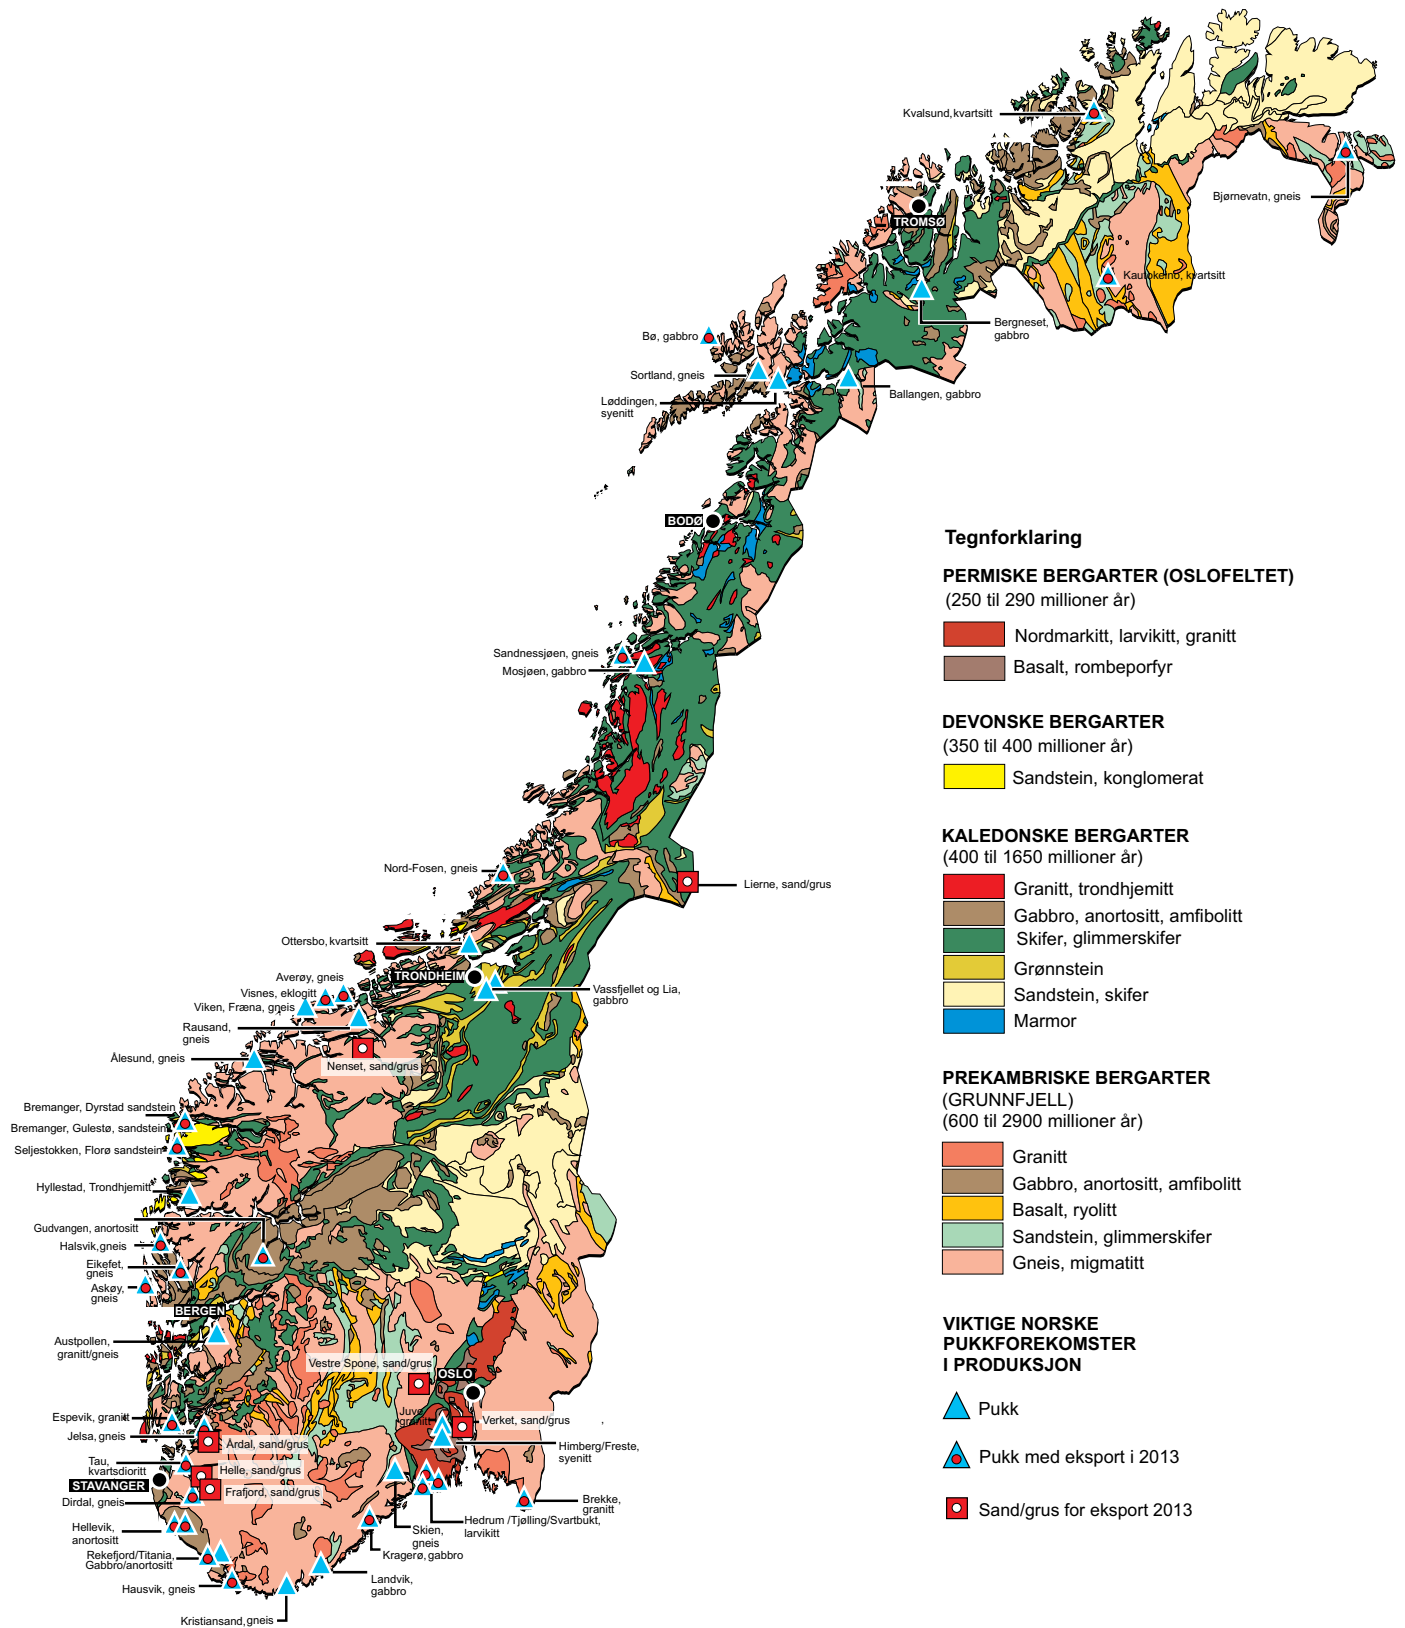 Kvalsund, kvartsitt
Bjørnevatn, gneis
TROMSØ
Kautokeino, kvartsitt
Bergneset,
gabbro
Bø, gabbro
Sortland, gneis
Løddingen,
syenitt
Ballangen, gabbro
BODØ
Sandnessjøen, gneis
Mosjøen, gabbro
Nord-Fosen, gneis
Lierne, sand/grus
Ottersbo, kvartsitt
TRONDHEIM
Averøy, gneis
Visnes, eklogitt
Viken, Fræna, gneis
Vassfjellet og Lia,
gabbro
Rausand,
gneis
Ålesund, gneis
Nenset, sand/grus
Bremanger, Dyrstad sandstein
Bremanger, Gulestø, sandstein
Seljestokken, Florø sandstein
Hyllestad, Trondhjemitt
Gudvangen, anortositt
Halsvik, gneis
Eikefet,
gneis
Askøy,
gneis
BERGEN
Austpollen,
granitt/gneis
Vestre Spone, sand/grus
OSLO
Juve
granitt
Verket, sand/grus
,
Himberg/Freste,
syenitt
Espevik, granitt
Jelsa, gneis
Årdal, sand/grus
Tau,
kvartsdioritt
Helle, sand/grus
STAVANGER
Frafjord, sand/grus
Dirdal, gneis
Brekke,
granitt
Hedrum /Tjølling/Svartbukt,
larvikitt
Hellevik,
anortositt
Skien,
gneis
Kragerø, gabbro
Rekefjord/Titania,
Gabbro/anortositt
Landvik,
gabbro
Hausvik, gneis
Kristiansand, gneis
Tegnforklaring
PERMISKE BERGARTER (OSLOFELTET)
(250 til 290 millioner år)
Nordmarkitt, larvikitt, granitt
Basalt, rombeporfyr
DEVONSKE BERGARTER
(350 til 400 millioner år)
Sandstein, konglomerat
KALEDONSKE BERGARTER
(400 til 1650 millioner år)
Granitt, trondhjemitt
Gabbro, anortositt, amfibolitt
Skifer, glimmerskifer
Grønnstein
Sandstein, skifer
Marmor
PREKAMBRISKE BERGARTER
(GRUNNFJELL)
(600 til 2900 millioner år)
Granitt
Gabbro, anortositt, amfibolitt
Basalt, ryolitt
Sandstein, glimmerskifer
Gneis, migmatitt
VIKTIGE NORSKE
PUKKFOREKOMSTER
I PRODUKSJON
Pukk
Pukk med eksport i 2013
Sand/grus for eksport 2013